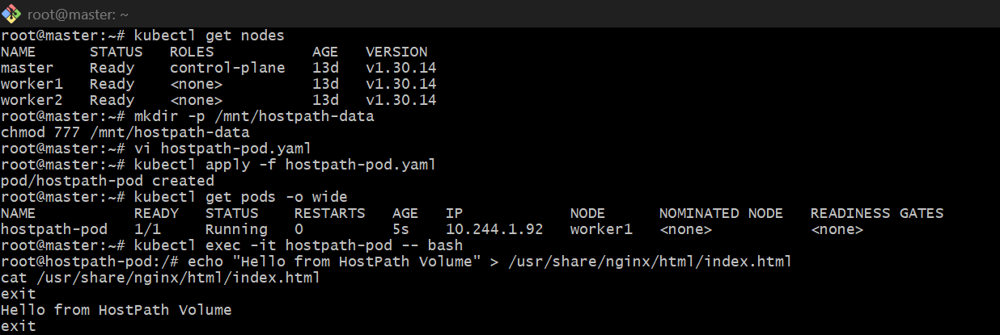 root@master: ~
root@master:~# kubectl get nodes
NAME      STATUS   ROLES           AGE   VERSION
master    Ready    control-plane   13d   v1.30.14
worker1   Ready    <none>          13d   v1.30.14
worker2   Ready    <none>          13d   v1.30.14
root@master:~# mkdir -p /mnt/hostpath-data
chmod 777 /mnt/hostpath-data
root@master:~# vi hostpath-pod.yaml
root@master:~# kubectl apply -f hostpath-pod.yaml
pod/hostpath-pod created
root@master:~# kubectl get pods -o wide
NAME           READY   STATUS    RESTARTS   AGE   IP            NODE      NOMINATED NODE   READINESS GATES
hostpath-pod   1/1     Running   0          5s    10.244.1.92   worker1   <none>           <none>
root@master:~# kubectl exec -it hostpath-pod -- bash
root@hostpath-pod:/# echo "Hello from HostPath Volume" > /usr/share/nginx/html/index.html
cat /usr/share/nginx/html/index.html
exit
Hello from HostPath Volume
exit